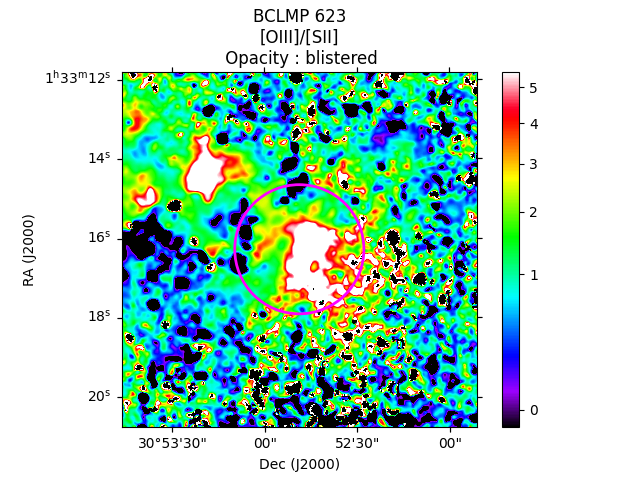 BCLMP 623
[OIII]/[SII]
Opacity : blistered
1ʰ33ᵐ12ˢ
14ˢ
16ˢ
18ˢ
20ˢ
RA (J2000)
30°53'30" 00" 52'30" 00"
Dec (J2000)
5
4
3
2
1
0